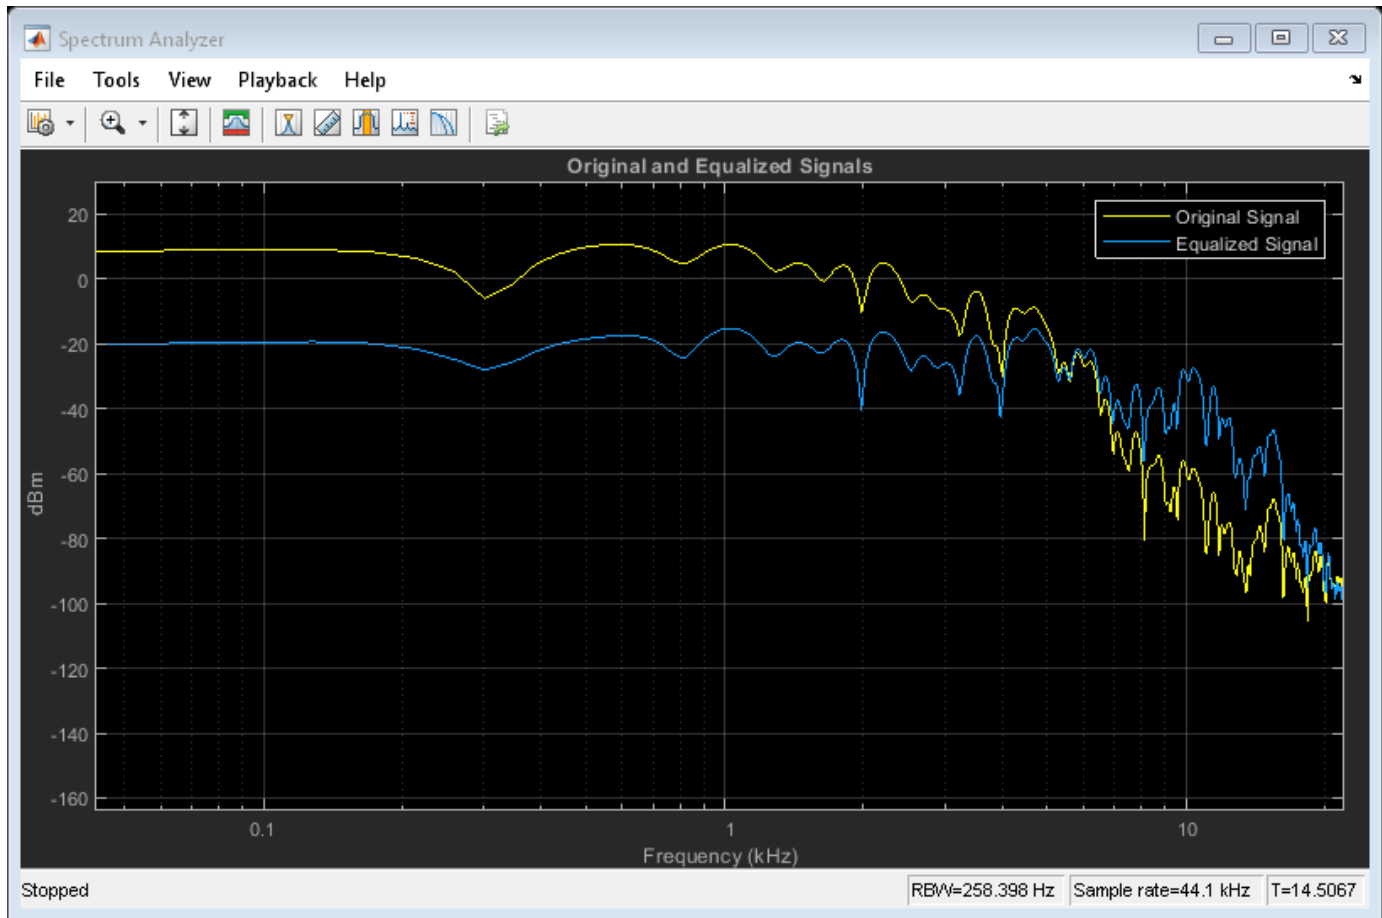 Spectrum Analyzer
File Tools View Playback Help
Original and Equalized Signals
Original Signal
Equalized Signal
20
0
-20
-40
-60
-80
-100
-120
-140
-160
dBm
0.1 1 10
Frequency (kHz)
Stopped RBW=258.398 Hz Sample rate=44.1 kHz T=14.5067